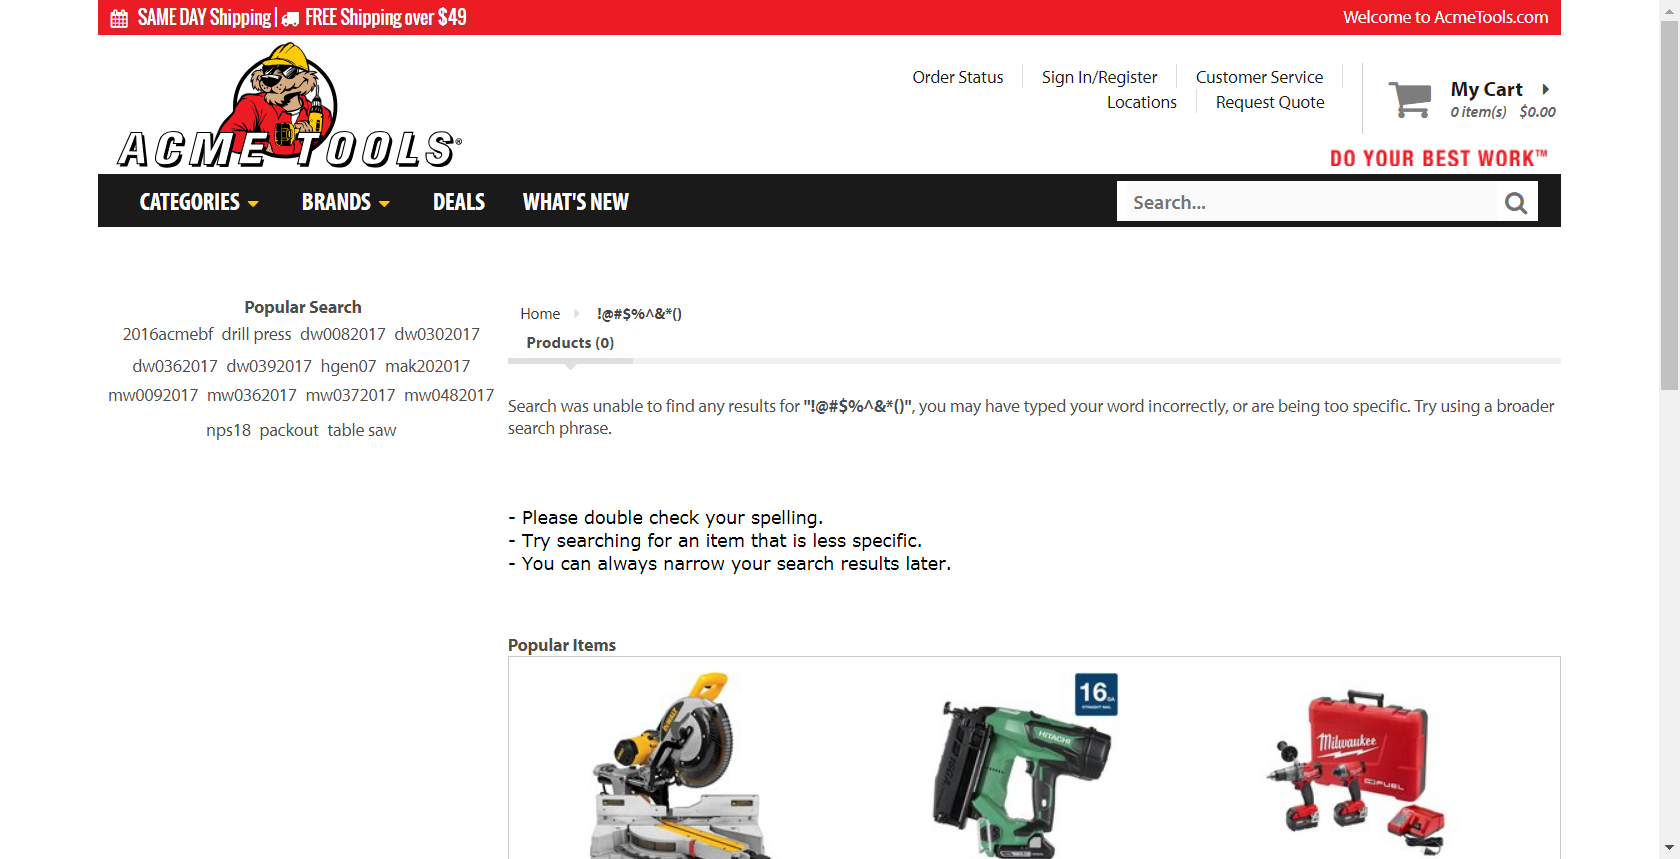 SAME DAY Shipping | FREE Shipping over $49
Welcome to AcmeTools.com
ACME TOOLS®
Order Status
Sign In/Register
Customer Service
Locations
Request Quote
My Cart
0 item(s) $0.00
DO YOUR BEST WORK™
CATEGORIES
BRANDS
DEALS
WHAT'S NEW
Search...
Popular Search
2016acmebf drill press dw0082017 dw0302017
dw0362017 dw0392017 hgen07 mak202017
mw0092017 mw0362017 mw0372017 mw0482017
nps18 packout table saw
Home !@#$%^&*()
Products (0)
Search was unable to find any results for "!@#$%^&*()", you may have typed your word incorrectly, or are being too specific. Try using a broader
search phrase.
- Please double check your spelling.
- Try searching for an item that is less specific.
- You can always narrow your search results later.
Popular Items
DEWALT
16 GA
STRAIGHT NAIL
HITACHI
Milwaukee
FUEL